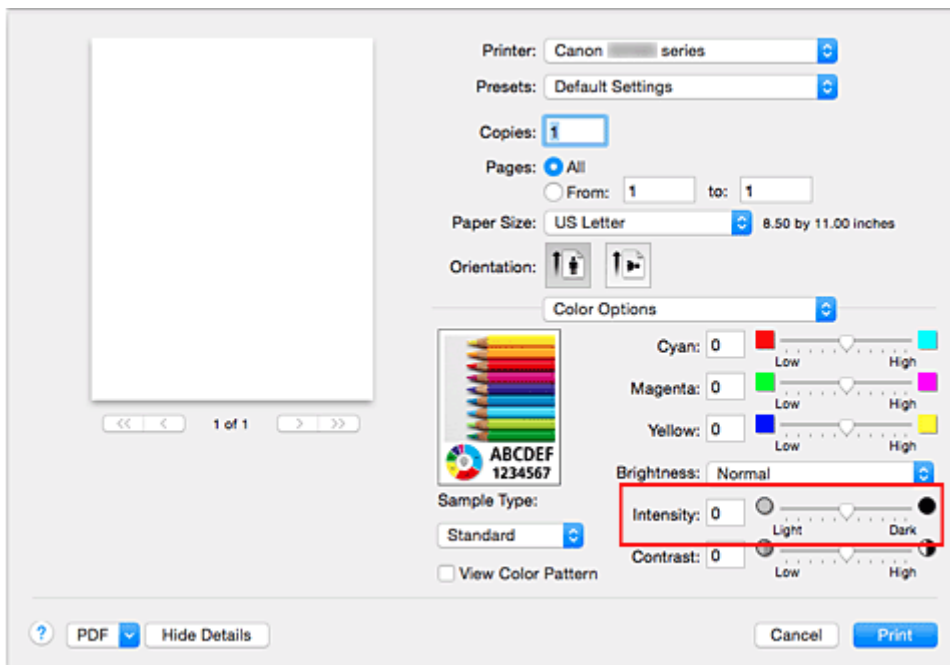 Printer: Canon series
Presets: Default Settings
Copies: 1
Pages: All
From: 1 to: 1
Paper Size: US Letter 8.50 by 11.00 inches
Orientation:
Color Options
Cyan: 0
Low High
Magenta: 0
Low High
Yellow: 0
Low High
ABCDEF
1234567
Brightness: Normal
Sample Type:
Intensity: 0
Light Dark
Standard
Contrast: 0
Low High
View Color Pattern
1 of 1
? PDF Hide Details Cancel Print